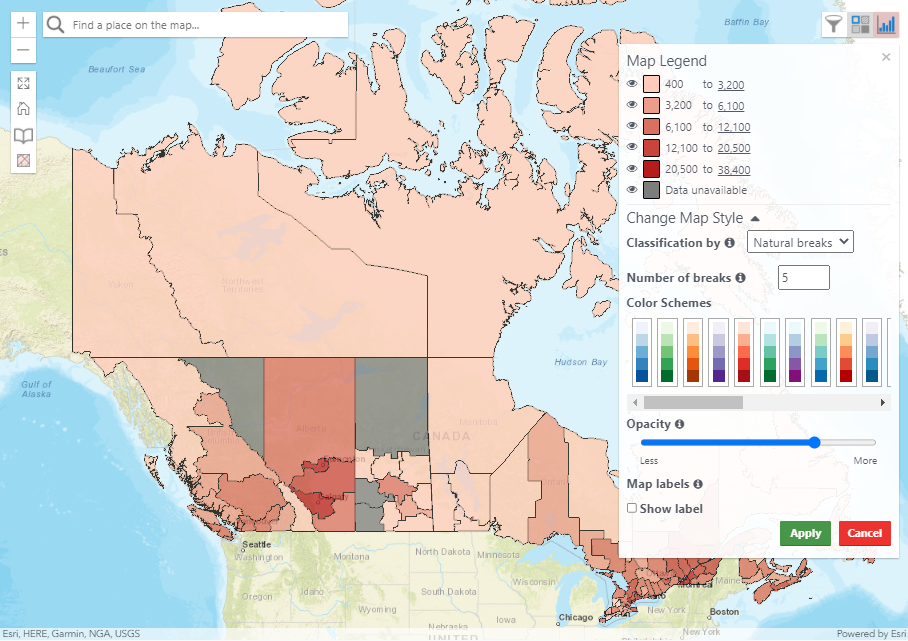 +
Find a place on the map...
−
Baffin Bay
Beaufort Sea
×
Map Legend
400 to 3,200
3,200 to 6,100
6,100 to 12,100
12,100 to 20,500
20,500 to 38,400
Data unavailable
Change Map Style
Classification by Natural breaks
Number of breaks 5
Color Schemes
Yukon
Northwest
Territories
Hudson Bay
Gulf of
Alaska
Alberta
Manitoba
CANADA
Opacity
Less More
Map labels
Show label
Apply Cancel
Seattle
Washington
Montana
North Dakota
Minnesota
Oregon
Idaho
South Dakota
Wisconsin
Wyoming
Maine
New York
Boston
Nebraska
Iowa
Chicago
New York
UNITED
Esri, HERE, Garmin, NGA, USGS
Powered by Esri